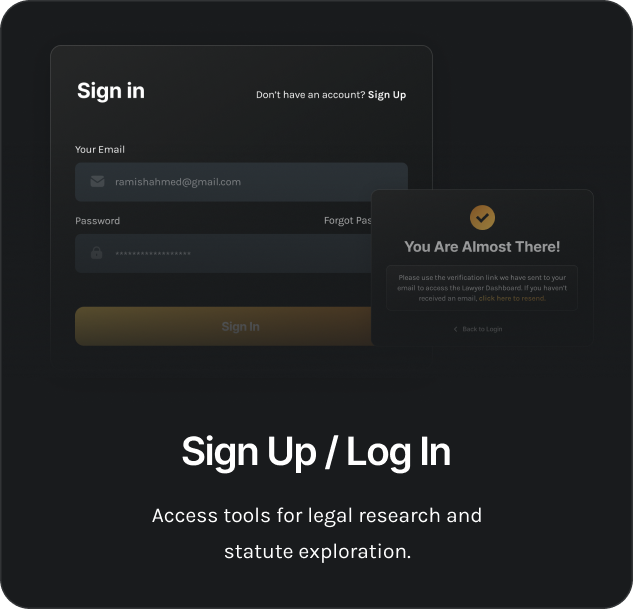 Sign in
Don't have an account? Sign Up
Your Email
ramishahmed@gmail.com
Password
Forgot Pas
Sign In
You Are Almost There!
Please use the verification link we have sent to your
email to access the Lawyer Dashboard. If you haven't
received an email, click here to resend.
Back to Login
Sign Up / Log In
Access tools for legal research and
statute exploration.